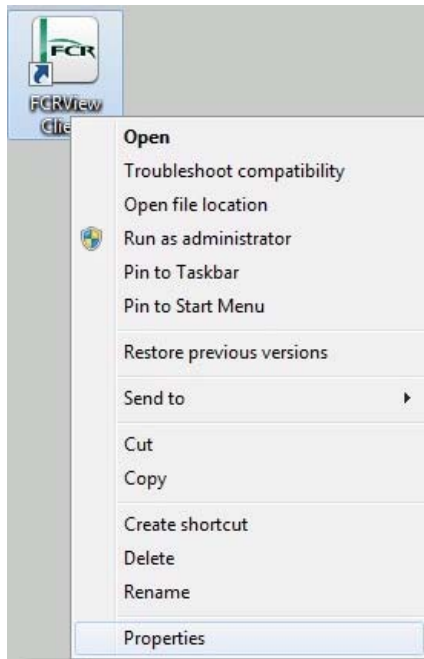 FCR
FCRView
Open
Troubleshoot compatibility
Open file location
Run as administrator
Pin to Taskbar
Pin to Start Menu
Restore previous versions
Send to
Cut
Copy
Create shortcut
Delete
Rename
Properties